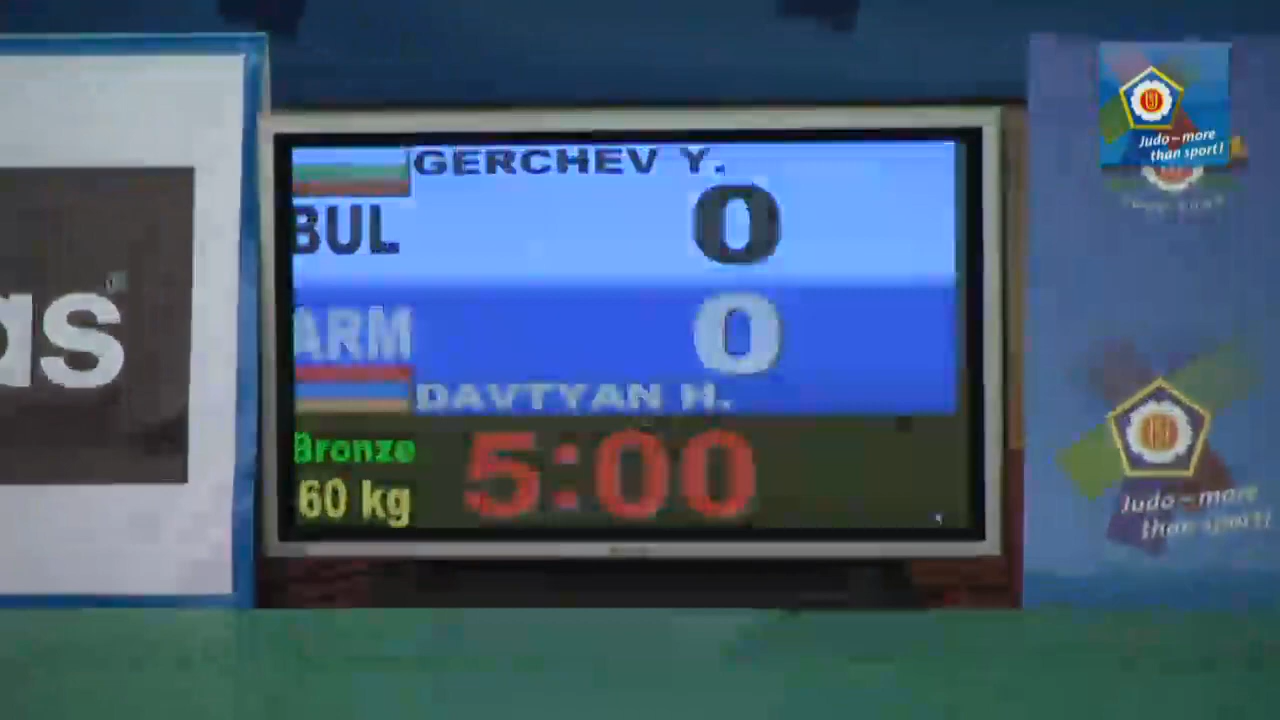 GERCHEV Y.
BUL 0
ARM 0
DAVTYAN H.
Bronze
60 kg
5:00
as
Judo – more
than sport!
Judo – more
than sport!